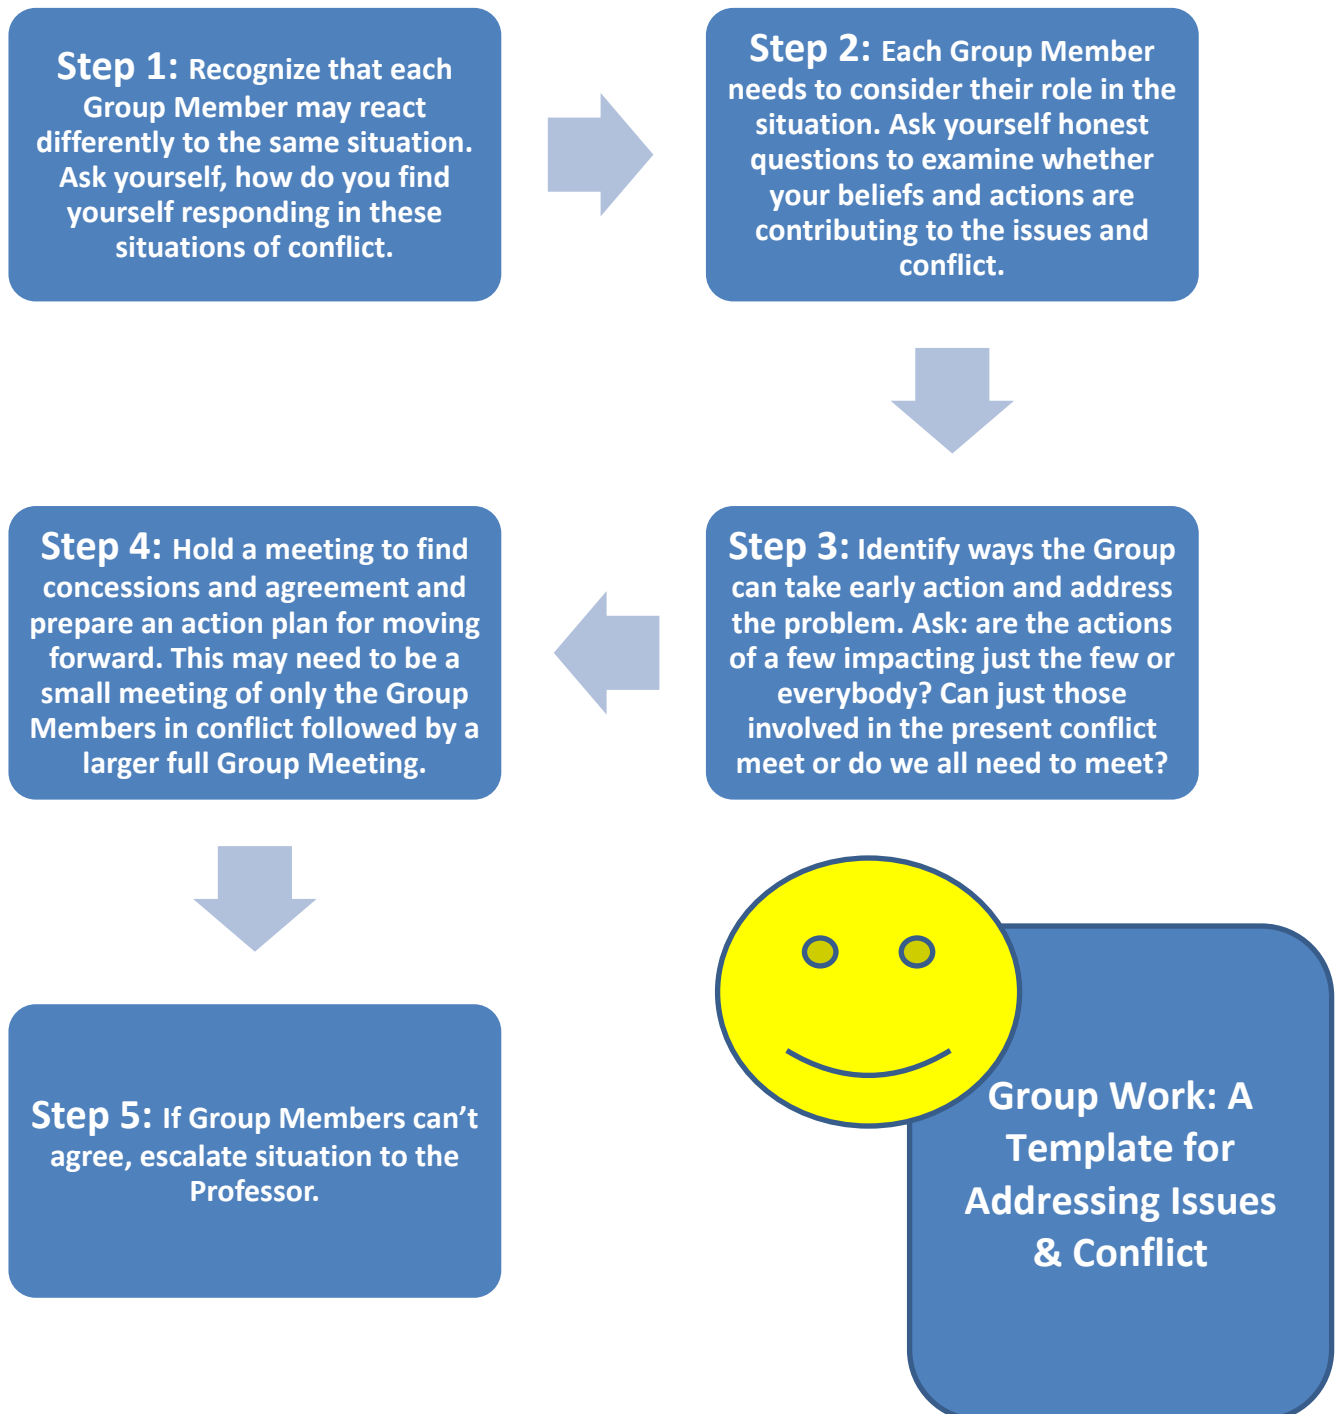 Step 1: Recognize that each
Group Member may react
differently to the same situation.
Ask yourself, how do you find
yourself responding in these
situations of conflict.
Step 2: Each Group Member
needs to consider their role in the
situation. Ask yourself honest
questions to examine whether
your beliefs and actions are
contributing to the issues and
conflict.
Step 3: Identify ways the Group
can take early action and address
the problem. Ask: are the actions
of a few impacting just the few or
everybody? Can just those
involved in the present conflict
meet or do we all need to meet?
Step 4: Hold a meeting to find
concessions and agreement and
prepare an action plan for moving
forward. This may need to be a
small meeting of only the Group
Members in conflict followed by a
larger full Group Meeting.
Step 5: If Group Members can’t
agree, escalate situation to the
Professor.
Group Work: A
Template for
Addressing Issues
& Conflict